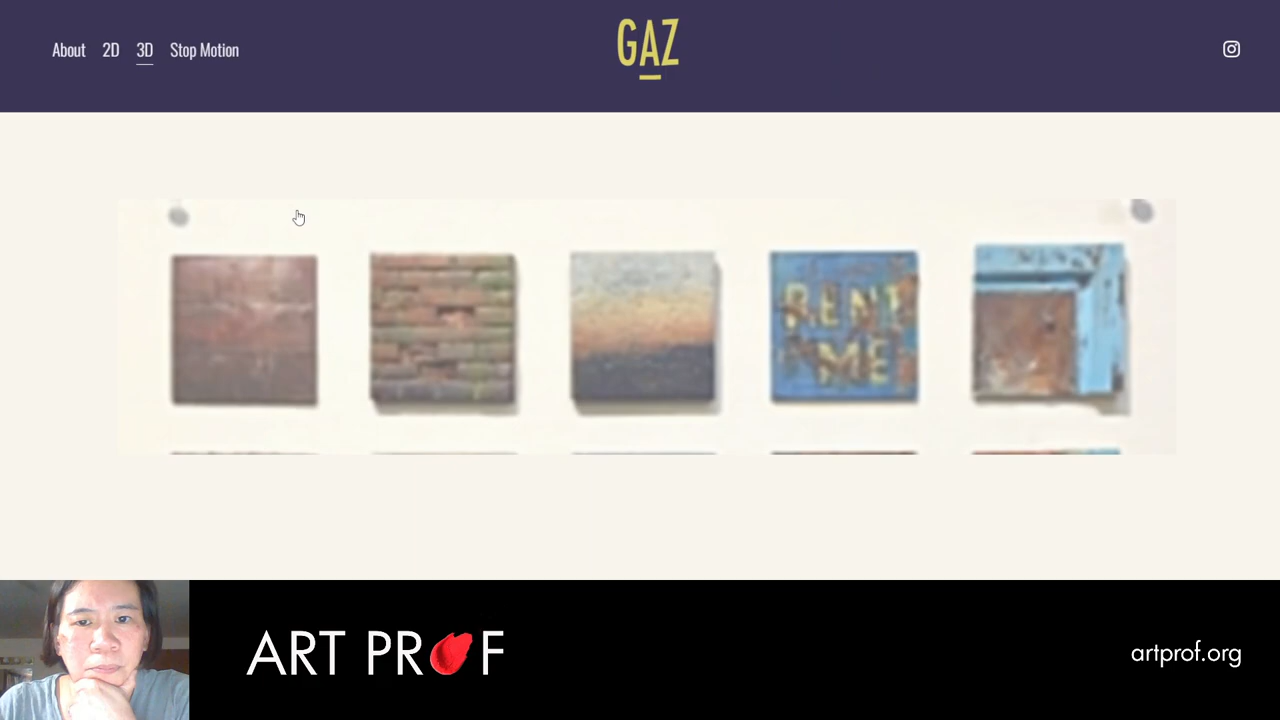 About 2D 3D Stop Motion
GAZ
RENT
ME
ART PROF
artprof.org